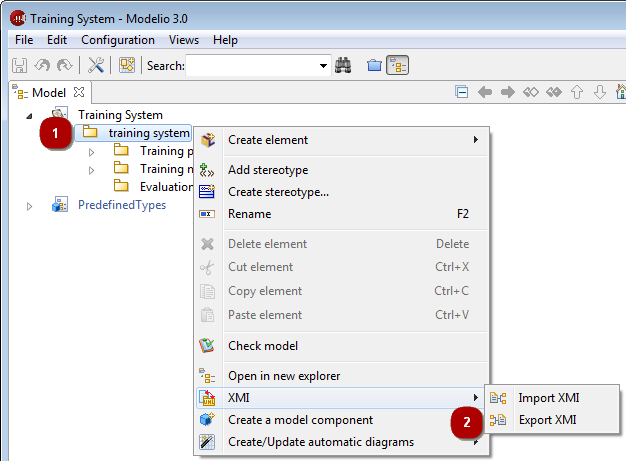 Training System - Modelio 3.0
File Edit Configuration Views Help
Search:
Model
Training System
1
training system
Training p
Training n
Evaluation
PredefinedTypes
Create element
Add stereotype
Create stereotype...
Rename F2
Delete element Delete
Cut element Ctrl+X
Copy element Ctrl+C
Paste element Ctrl+V
Check model
Open in new explorer
XMI
Create a model component
Create/Update automatic diagrams
2
Import XMI
Export XMI